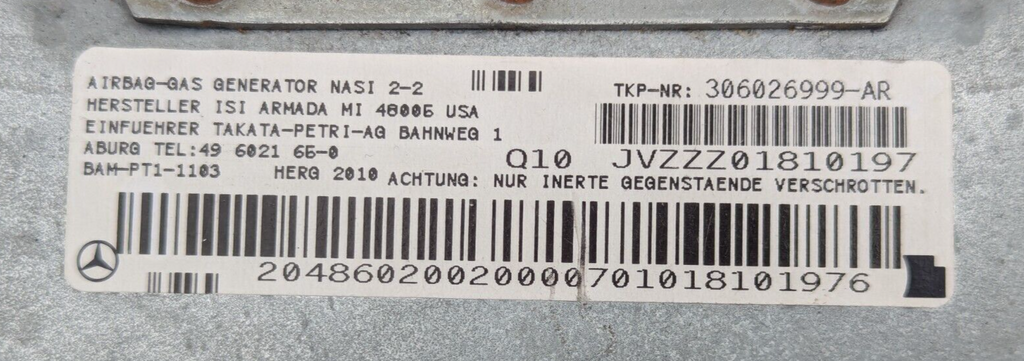 AIRBAG-GAS GENERATOR NASI 2-2
TKP-NR: 306026999-AR
HERSTELLER ISI ARMADA MI 48005 USA
EINFUEHRER TAKATA-PETRI-AG BAHNWEG 1
ABURG TEL:49 6021 65-0
Q10 JVZZZ01810197
BAM-PT1-1103 HERG 2010 ACHTUNG: NUR INERTE GEGENSTAENDE VERSCHROTTEN.
20486020020000701018101976